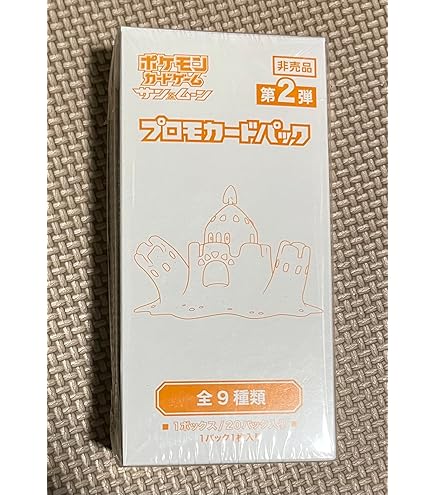 ポケモン
カードゲーム
サン&ムーン
非売品
第2弾
プロモカードパック
全9種類
■ 1ボックス/20パック入り ■
1パック1枚入り